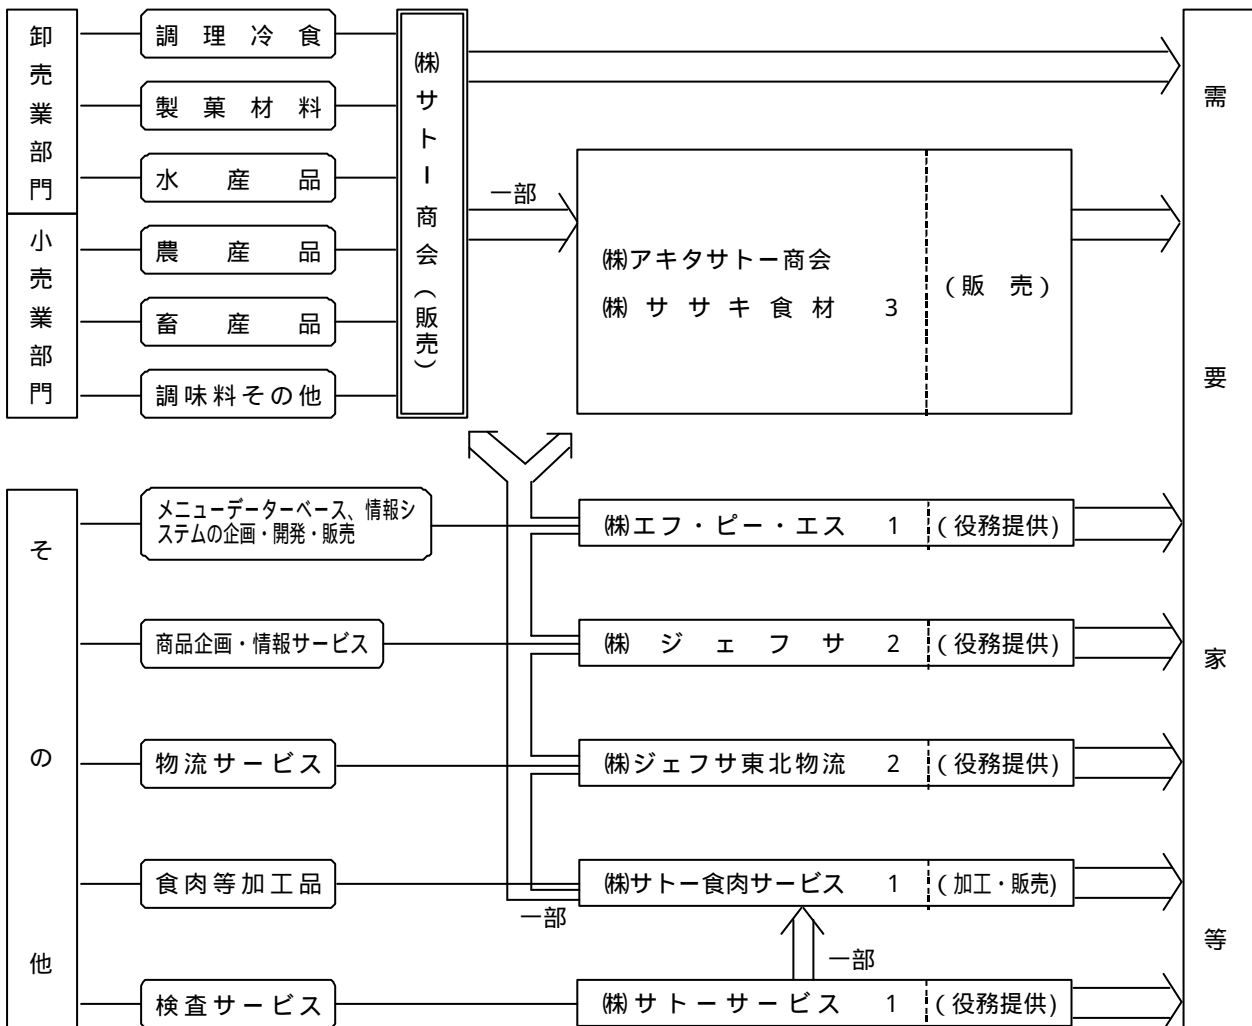 卸売業部門
小売業部門
調理冷食
製菓材料
水産品
農産品
畜産品
調味料その他
㈱サトー商会(販売)
一部
㈱アキタサトー商会
㈱ササキ食材 3
(販売)
需要家等
その他
メニューデーターベース、情報シ
ステムの企画・開発・販売
㈱エフ・ピー・エス 1 (役務提供)
商品企画・情報サービス
㈱ジェフサ 2 (役務提供)
物流サービス
㈱ジェフサ東北物流 2 (役務提供)
食肉等加工品
㈱サトー食肉サービス 1 (加工・販売)
一部
一部
検査サービス
㈱サトーサービス 1 (役務提供)